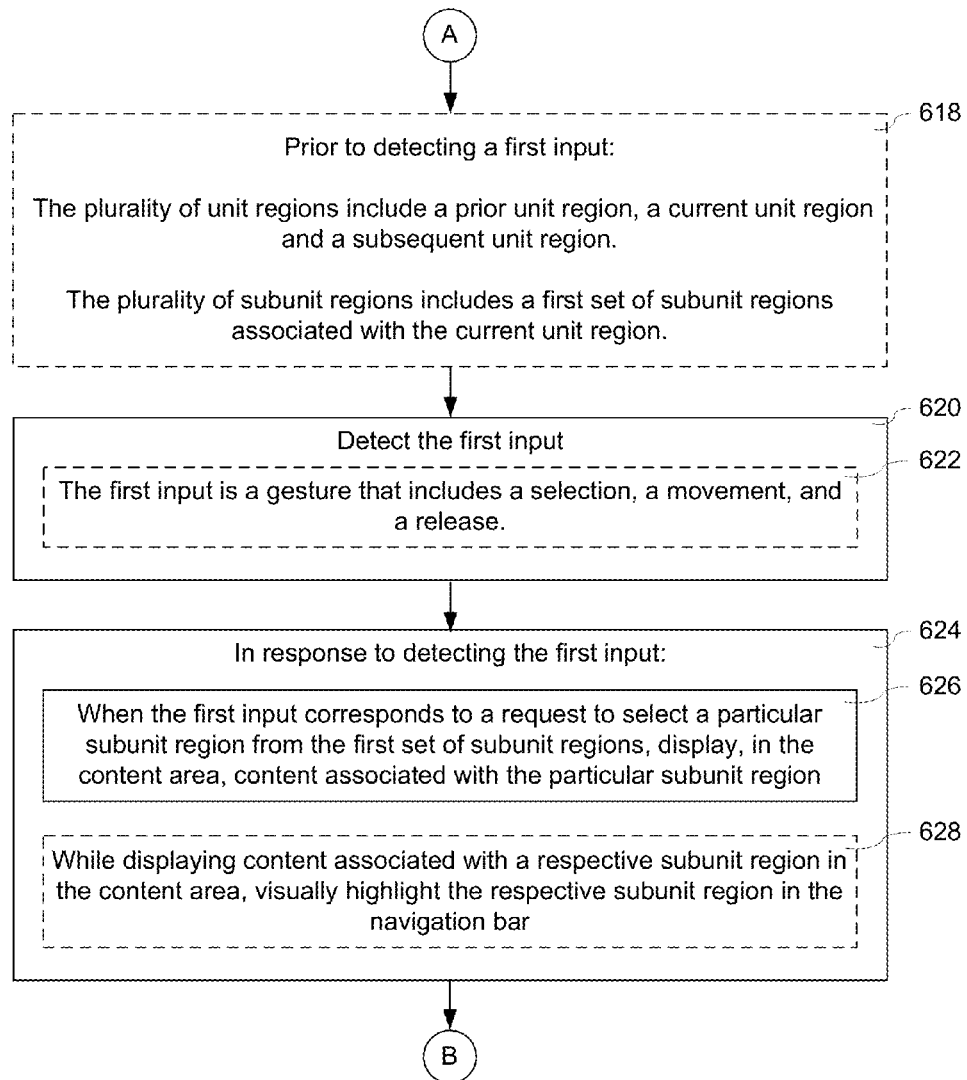 A
618
Prior to detecting a first input:
The plurality of unit regions include a prior unit region, a current unit region
and a subsequent unit region.
The plurality of subunit regions includes a first set of subunit regions
associated with the current unit region.
620
Detect the first input
622
The first input is a gesture that includes a selection, a movement, and
a release.
624
In response to detecting the first input:
626
When the first input corresponds to a request to select a particular
subunit region from the first set of subunit regions, display, in the
content area, content associated with the particular subunit region
628
While displaying content associated with a respective subunit region in
the content area, visually highlight the respective subunit region in the
navigation bar
B